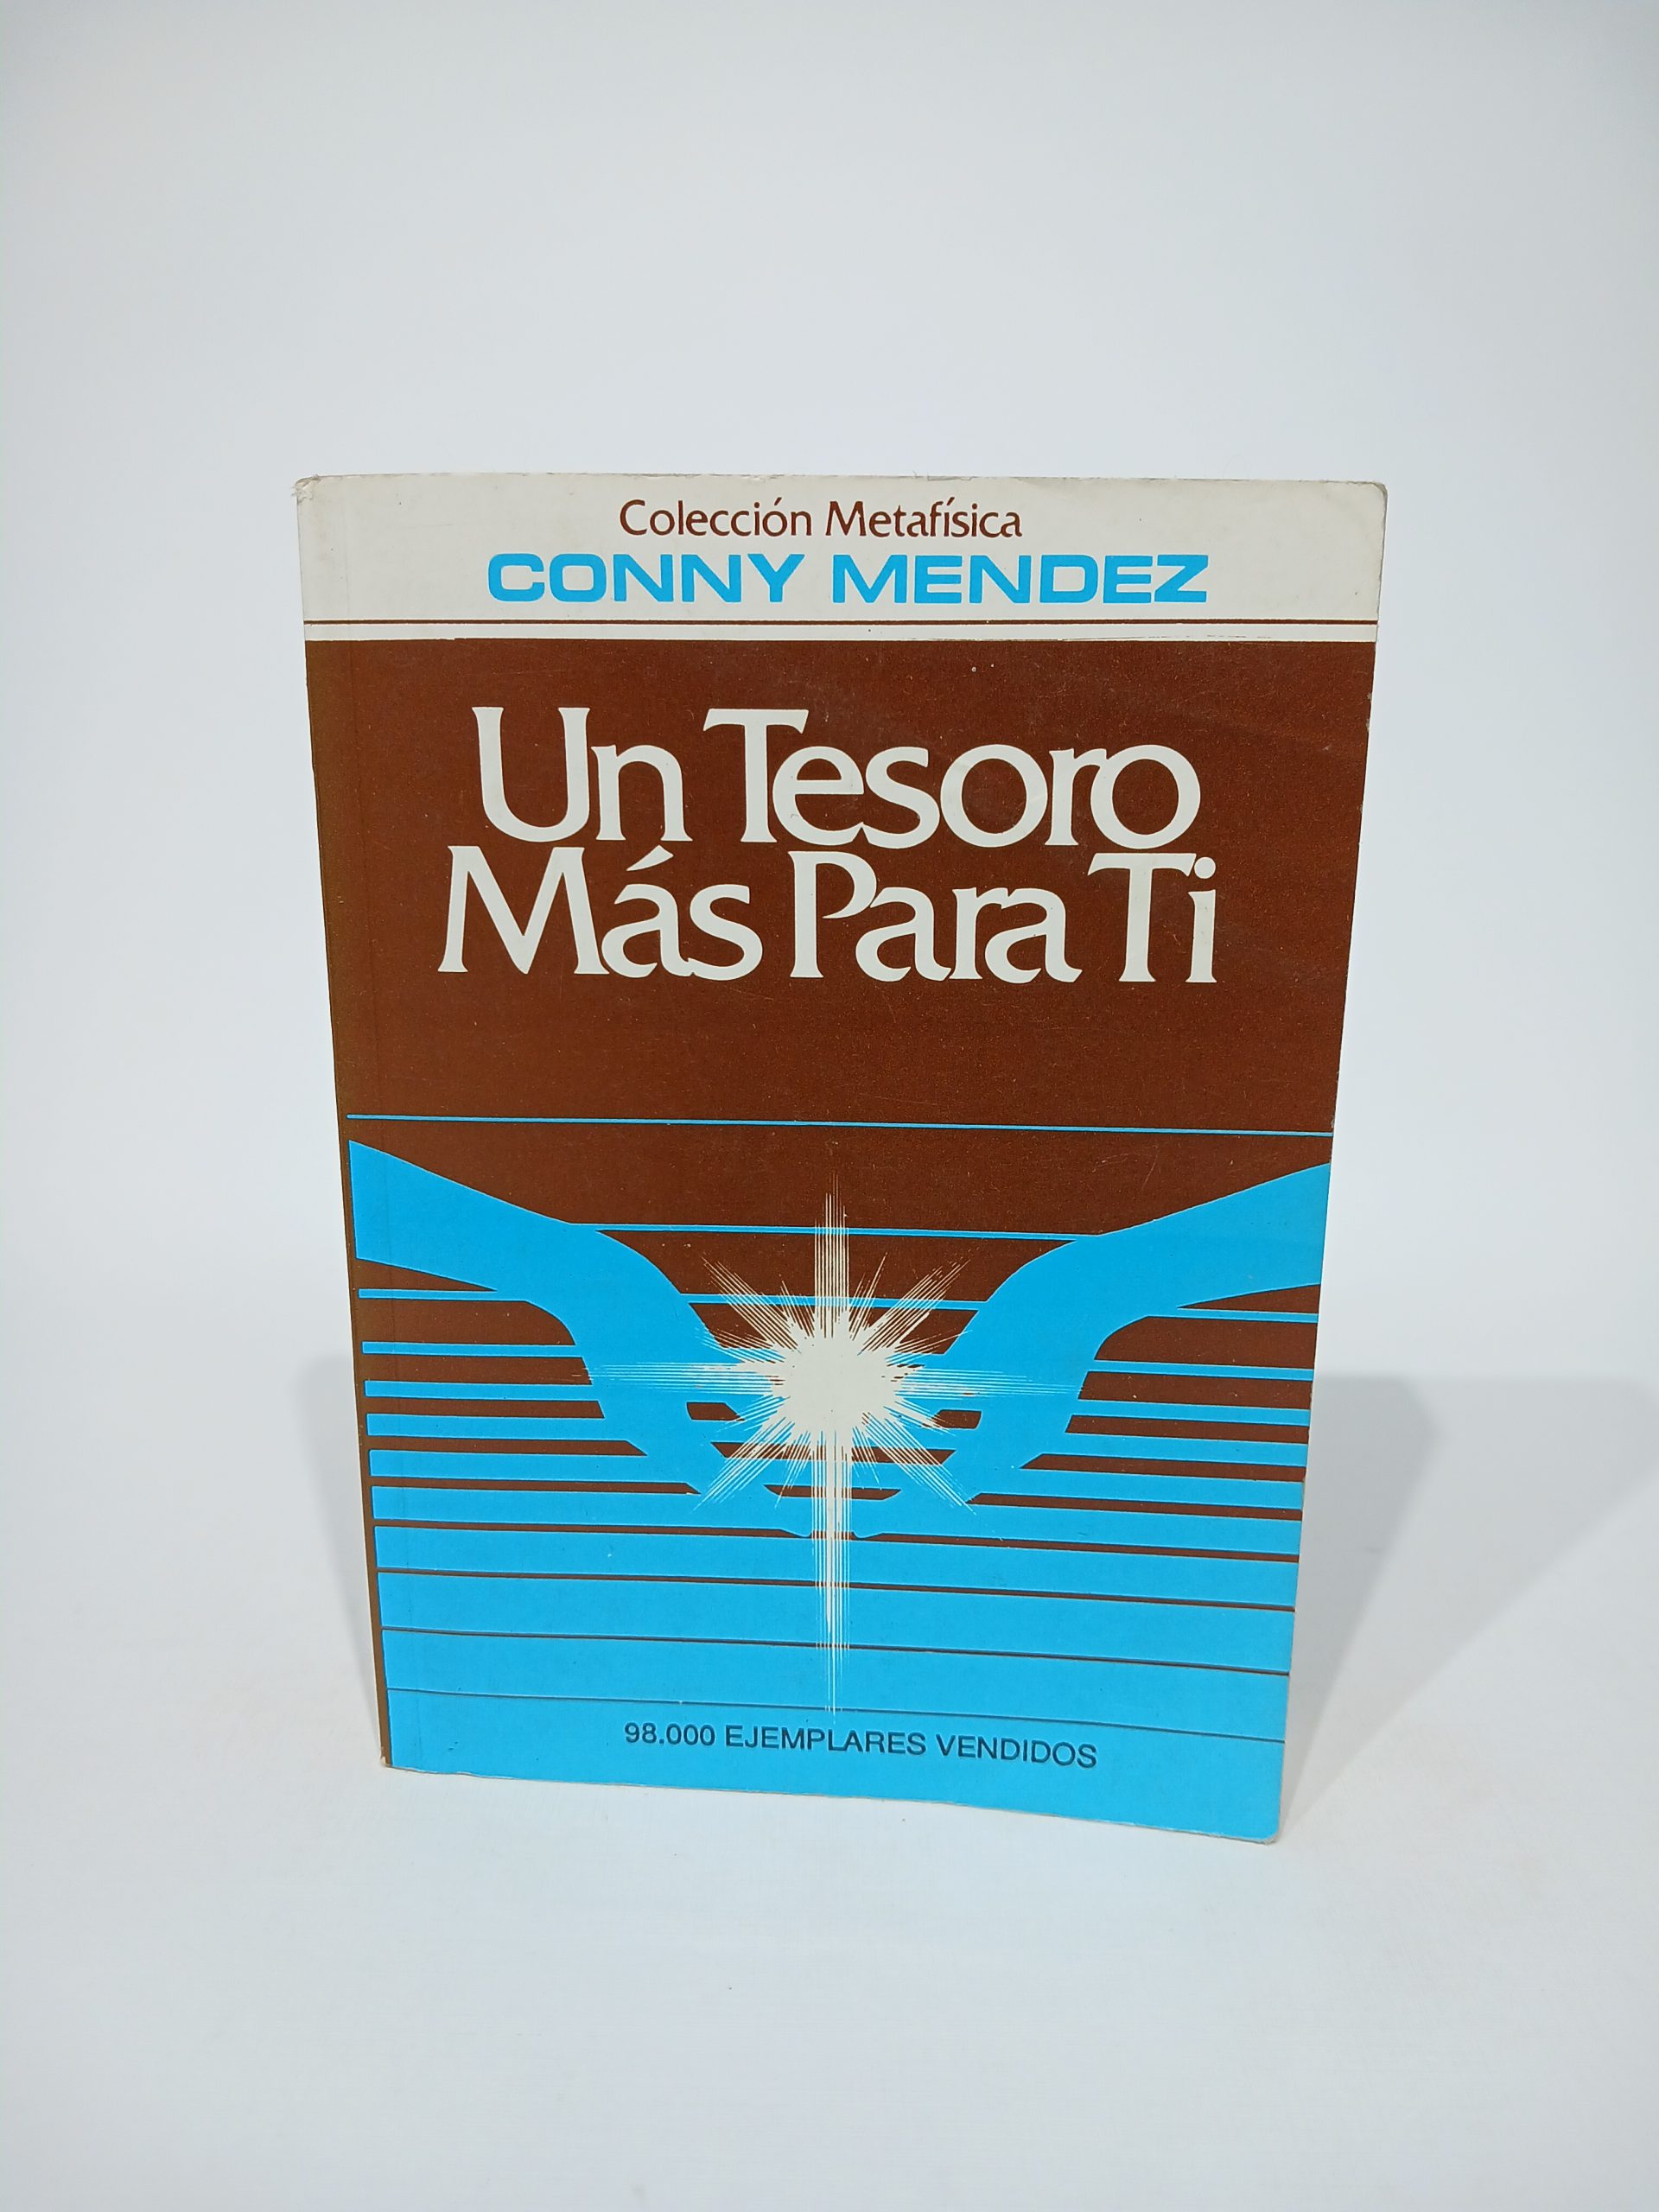 Colección Metafísica
CONNY MENDEZ
Un Tesoro
Más Para Ti
98.000 EJEMPLARES VENDIDOS